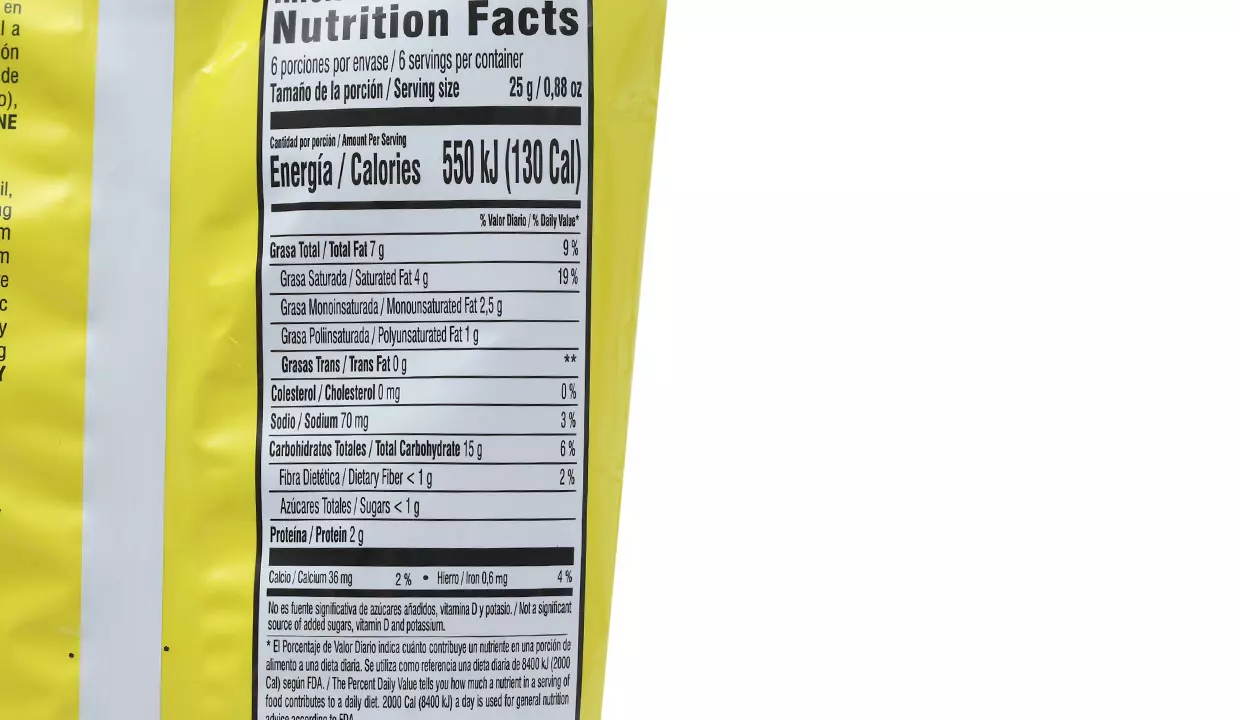 en
l a
ón
de
o),
NE
il,
m
m
e
c
y
g
Y
Nutrition Facts
6 porciones por envase / 6 servings per container
Tamaño de la porción / Serving size 25 g / 0,88 oz
Cantidad por porción / Amount Per Serving
Energía / Calories 550 kJ (130 Cal)
% Valor Diario / % Daily Value*
Grasa Total / Total Fat 7 g 9 %
Grasa Saturada / Saturated Fat 4 g 19 %
Grasa Monoinsaturada / Monounsaturated Fat 2,5 g
Grasa Poliinsaturada / Polyunsaturated Fat 1 g
Grasas Trans / Trans Fat 0 g **
Colesterol / Cholesterol 0 mg 0 %
Sodio / Sodium 70 mg 3 %
Carbohidratos Totales / Total Carbohydrate 15 g 6 %
Fibra Dietética / Dietary Fiber < 1 g 2 %
Azúcares Totales / Sugars < 1 g
Proteína / Protein 2 g
Calcio / Calcium 36 mg 2 % • Hierro / Iron 0,6 mg 4 %
No es fuente significativa de azúcares añadidos, vitamina D y potasio. / Not a significant
source of added sugars, vitamin D and potassium.
* El Porcentaje de Valor Diario indica cuánto contribuye un nutriente en una porción de
alimento a una dieta diaria. Se utiliza como referencia una dieta diaria de 8400 kJ (2000
Cal) según FDA. / The Percent Daily Value tells you how much a nutrient in a serving of
food contributes to a daily diet. 2000 Cal (8400 kJ) a day is used for general nutrition
advice according to FDA.